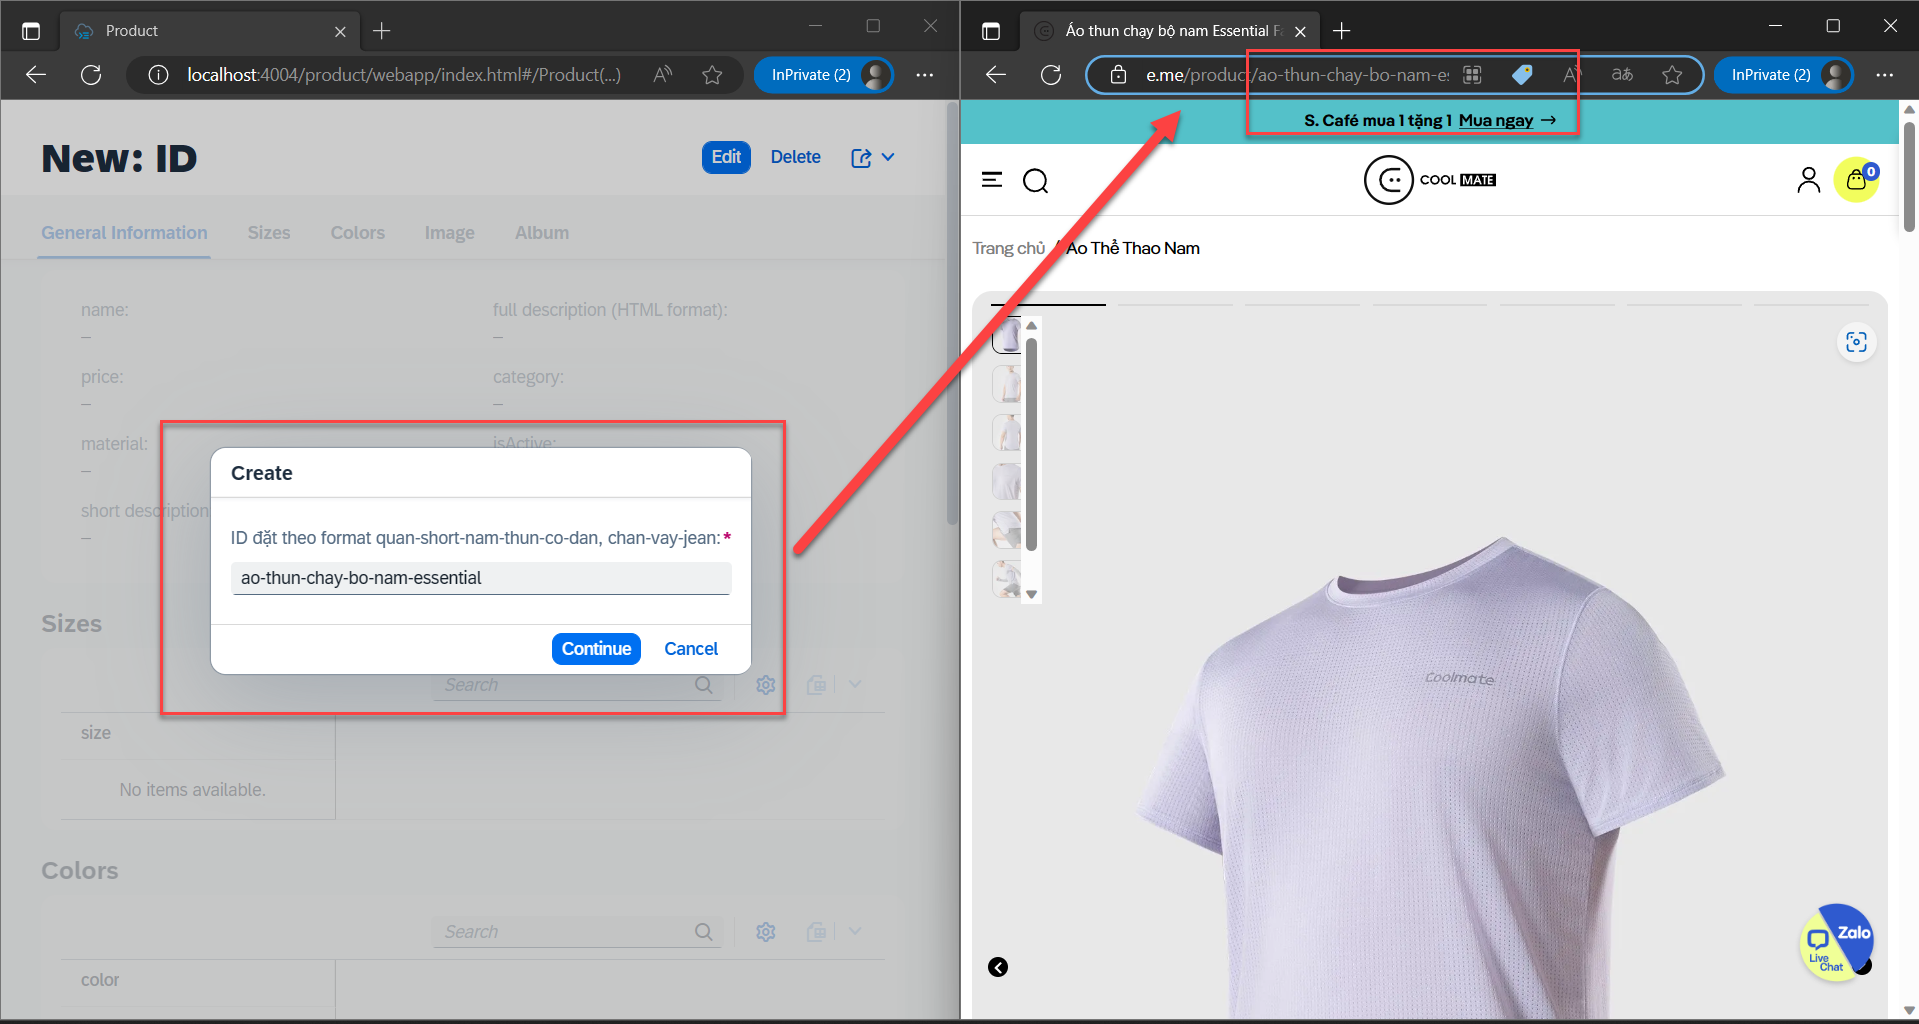 Product
localhost:4004/product/webapp/index.html#/Product(...)
InPrivate (2)
New: ID
Edit
Delete
General Information
Sizes
Colors
Image
Album
name:
–
full description (HTML format):
–
price:
–
category:
–
material:
–
isActive:
short description
–
Create
ID đặt theo format quan-short-nam-thun-co-dan, chan-vay-jean:*
ao-thun-chay-bo-nam-essential
Continue
Cancel
Sizes
Search
size
No items available.
Colors
Search
color
Áo thun chạy bộ nam Essential Fa
e.me/product/ao-thun-chay-bo-nam-es
aあ
InPrivate (2)
S. Café mua 1 tặng 1 Mua ngay →
COOL MATE
0
Trang chủ / Áo Thể Thao Nam
Coolmate
Zalo
Live
Chat